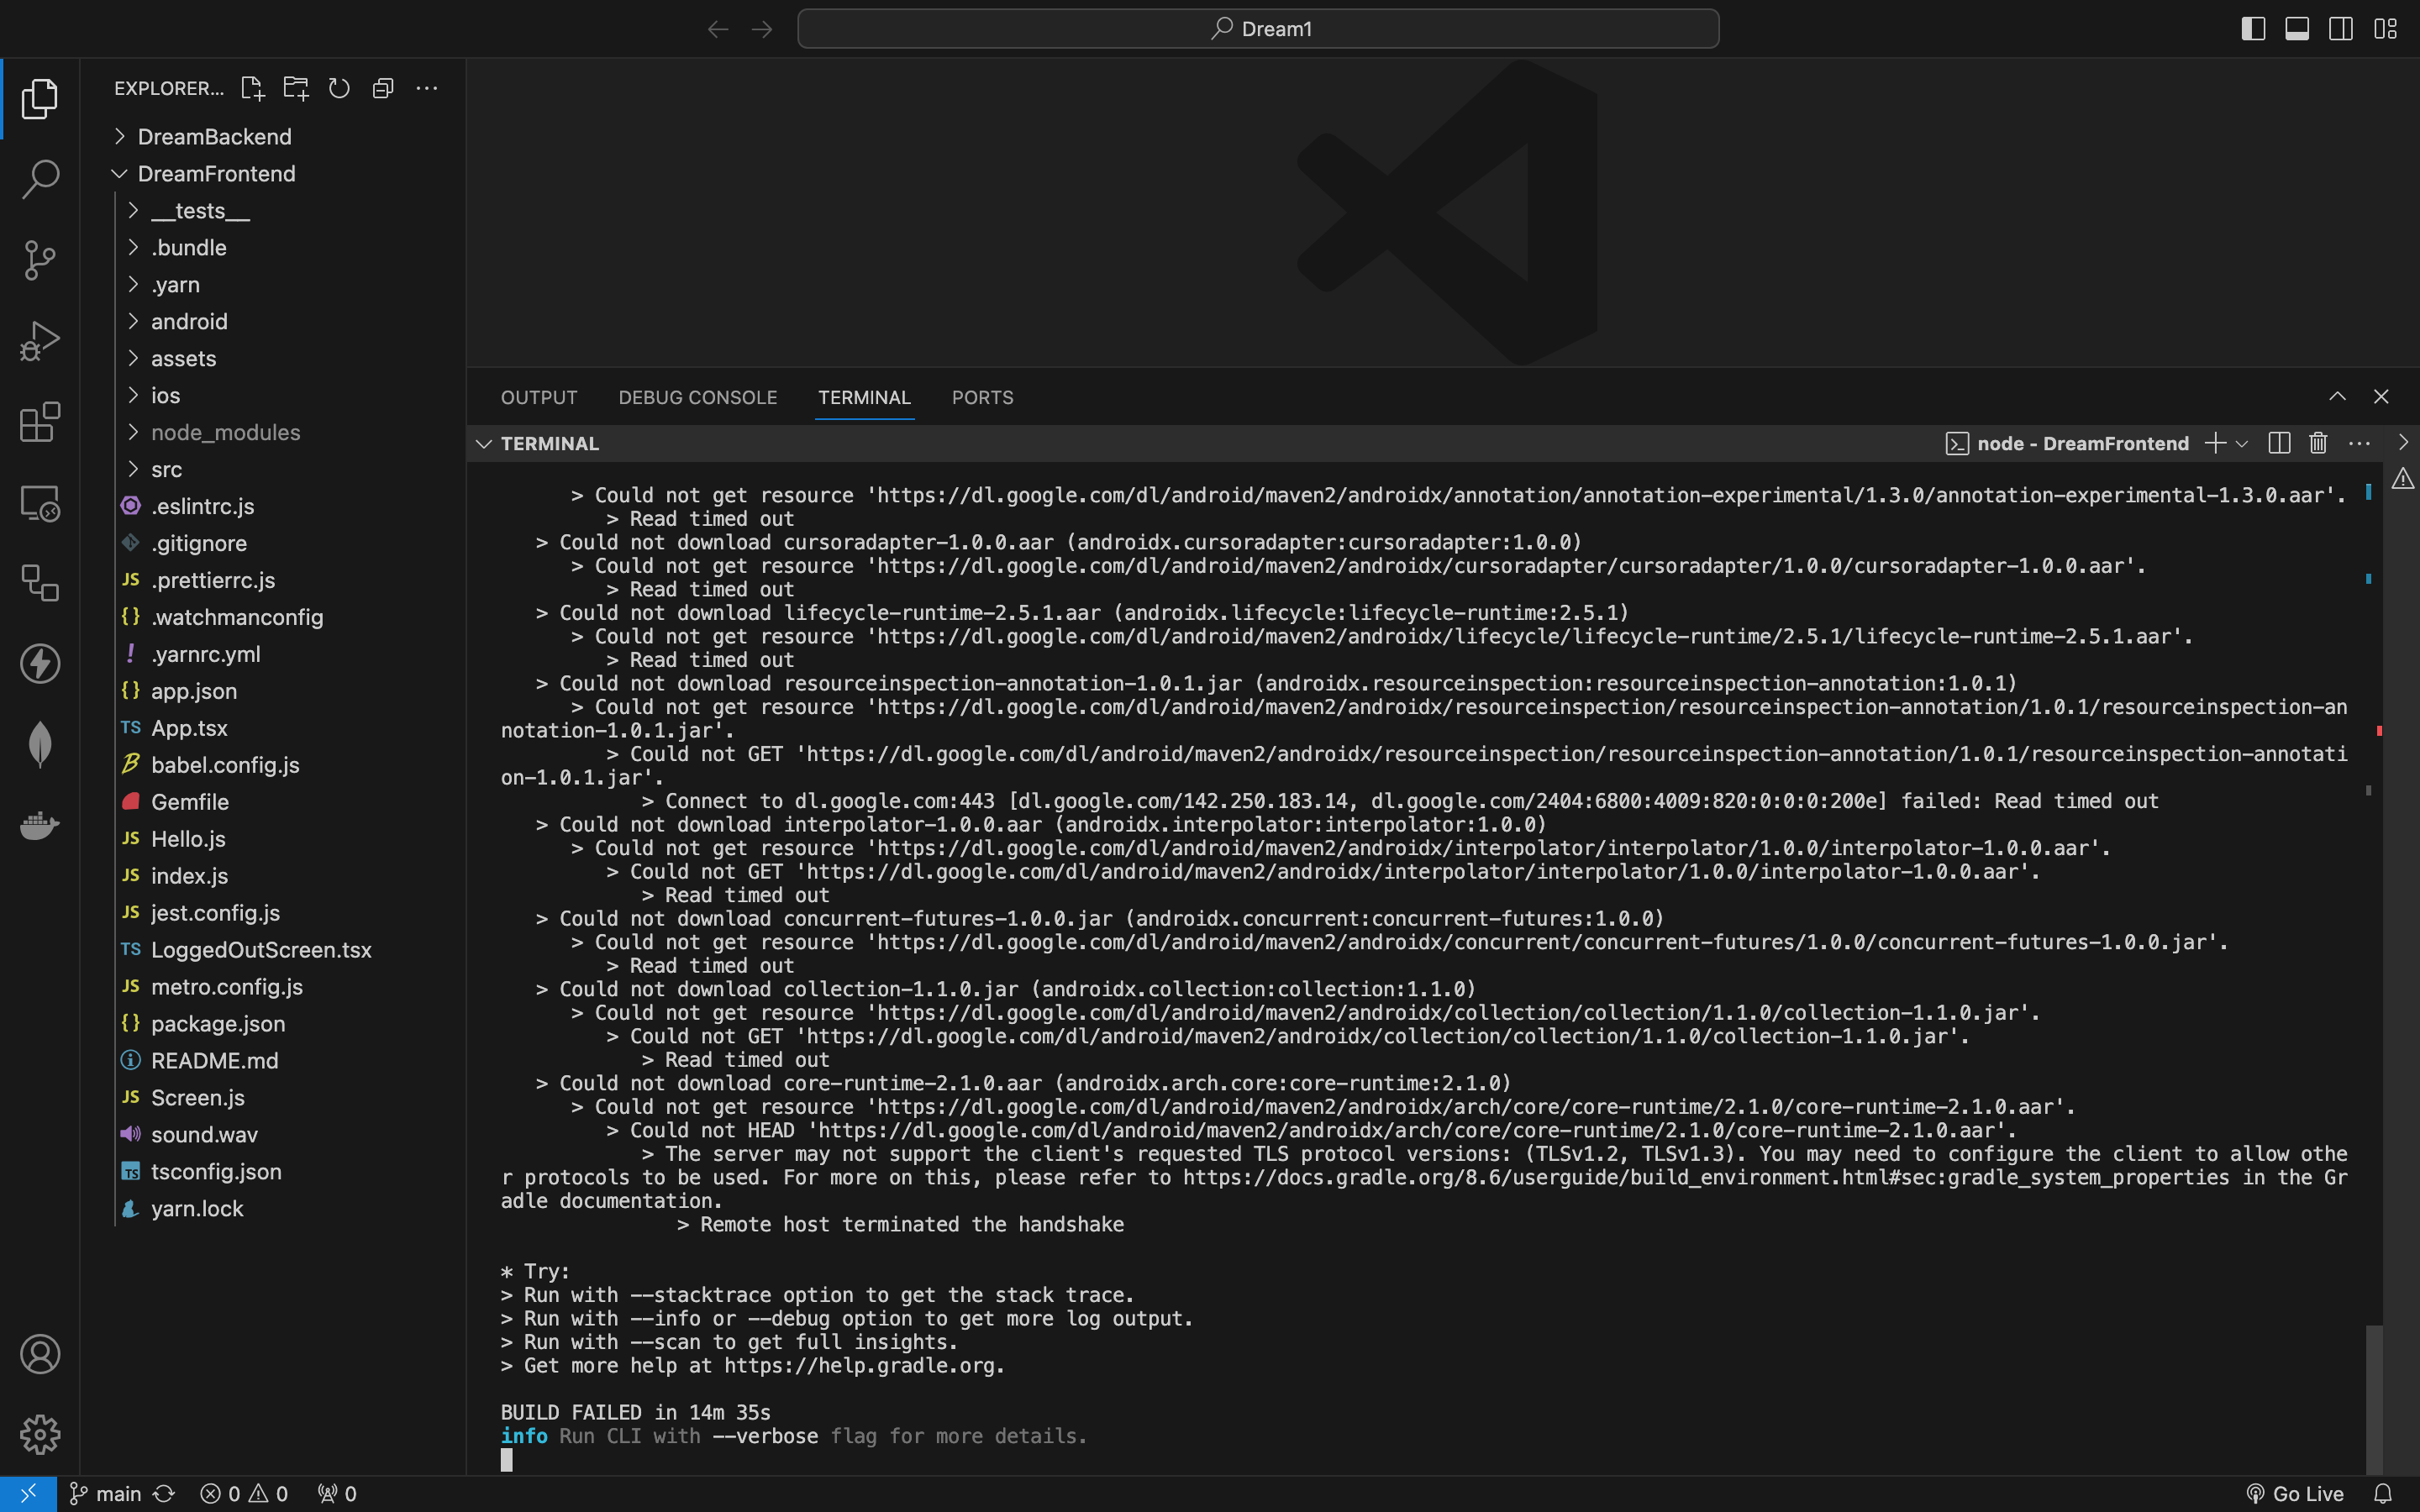 Dream1
EXPLORER...
DreamBackend
DreamFrontend
__tests__
.bundle
.yarn
android
assets
ios
node_modules
src
.eslintrc.js
.gitignore
JS .prettierrc.js
{} .watchmanconfig
! .yarnrc.yml
{} app.json
TS App.tsx
babel.config.js
Gemfile
JS Hello.js
JS index.js
JS jest.config.js
TS LoggedOutScreen.tsx
JS metro.config.js
{} package.json
README.md
JS Screen.js
sound.wav
TS tsconfig.json
yarn.lock
OUTPUT DEBUG CONSOLE TERMINAL PORTS
TERMINAL
node - DreamFrontend
> Could not get resource 'https://dl.google.com/dl/android/maven2/androidx/annotation/annotation-experimental/1.3.0/annotation-experimental-1.3.0.aar'.
> Read timed out
> Could not download cursoradapter-1.0.0.aar (androidx.cursoradapter:cursoradapter:1.0.0)
> Could not get resource 'https://dl.google.com/dl/android/maven2/androidx/cursoradapter/cursoradapter/1.0.0/cursoradapter-1.0.0.aar'.
> Read timed out
> Could not download lifecycle-runtime-2.5.1.aar (androidx.lifecycle:lifecycle-runtime:2.5.1)
> Could not get resource 'https://dl.google.com/dl/android/maven2/androidx/lifecycle/lifecycle-runtime/2.5.1/lifecycle-runtime-2.5.1.aar'.
> Read timed out
> Could not download resourceinspection-annotation-1.0.1.jar (androidx.resourceinspection:resourceinspection-annotation:1.0.1)
> Could not get resource 'https://dl.google.com/dl/android/maven2/androidx/resourceinspection/resourceinspection-annotation/1.0.1/resourceinspection-an
notation-1.0.1.jar'.
> Could not GET 'https://dl.google.com/dl/android/maven2/androidx/resourceinspection/resourceinspection-annotation/1.0.1/resourceinspection-annotati
on-1.0.1.jar'.
> Connect to dl.google.com:443 [dl.google.com/142.250.183.14, dl.google.com/2404:6800:4009:820:0:0:0:200e] failed: Read timed out
> Could not download interpolator-1.0.0.aar (androidx.interpolator:interpolator:1.0.0)
> Could not get resource 'https://dl.google.com/dl/android/maven2/androidx/interpolator/interpolator/1.0.0/interpolator-1.0.0.aar'.
> Could not GET 'https://dl.google.com/dl/android/maven2/androidx/interpolator/interpolator/1.0.0/interpolator-1.0.0.aar'.
> Read timed out
> Could not download concurrent-futures-1.0.0.jar (androidx.concurrent:concurrent-futures:1.0.0)
> Could not get resource 'https://dl.google.com/dl/android/maven2/androidx/concurrent/concurrent-futures/1.0.0/concurrent-futures-1.0.0.jar'.
> Read timed out
> Could not download collection-1.1.0.jar (androidx.collection:collection:1.1.0)
> Could not get resource 'https://dl.google.com/dl/android/maven2/androidx/collection/collection/1.1.0/collection-1.1.0.jar'.
> Could not GET 'https://dl.google.com/dl/android/maven2/androidx/collection/collection/1.1.0/collection-1.1.0.jar'.
> Read timed out
> Could not download core-runtime-2.1.0.aar (androidx.arch.core:core-runtime:2.1.0)
> Could not get resource 'https://dl.google.com/dl/android/maven2/androidx/arch/core/core-runtime/2.1.0/core-runtime-2.1.0.aar'.
> Could not HEAD 'https://dl.google.com/dl/android/maven2/androidx/arch/core/core-runtime/2.1.0/core-runtime-2.1.0.aar'.
> The server may not support the client's requested TLS protocol versions: (TLSv1.2, TLSv1.3). You may need to configure the client to allow othe
r protocols to be used. For more on this, please refer to https://docs.gradle.org/8.6/userguide/build_environment.html#sec:gradle_system_properties in the Gr
adle documentation.
> Remote host terminated the handshake
* Try:
> Run with --stacktrace option to get the stack trace.
> Run with --info or --debug option to get more log output.
> Run with --scan to get full insights.
> Get more help at https://help.gradle.org.
BUILD FAILED in 14m 35s
info Run CLI with --verbose flag for more details.
main 0 0 0 Go Live